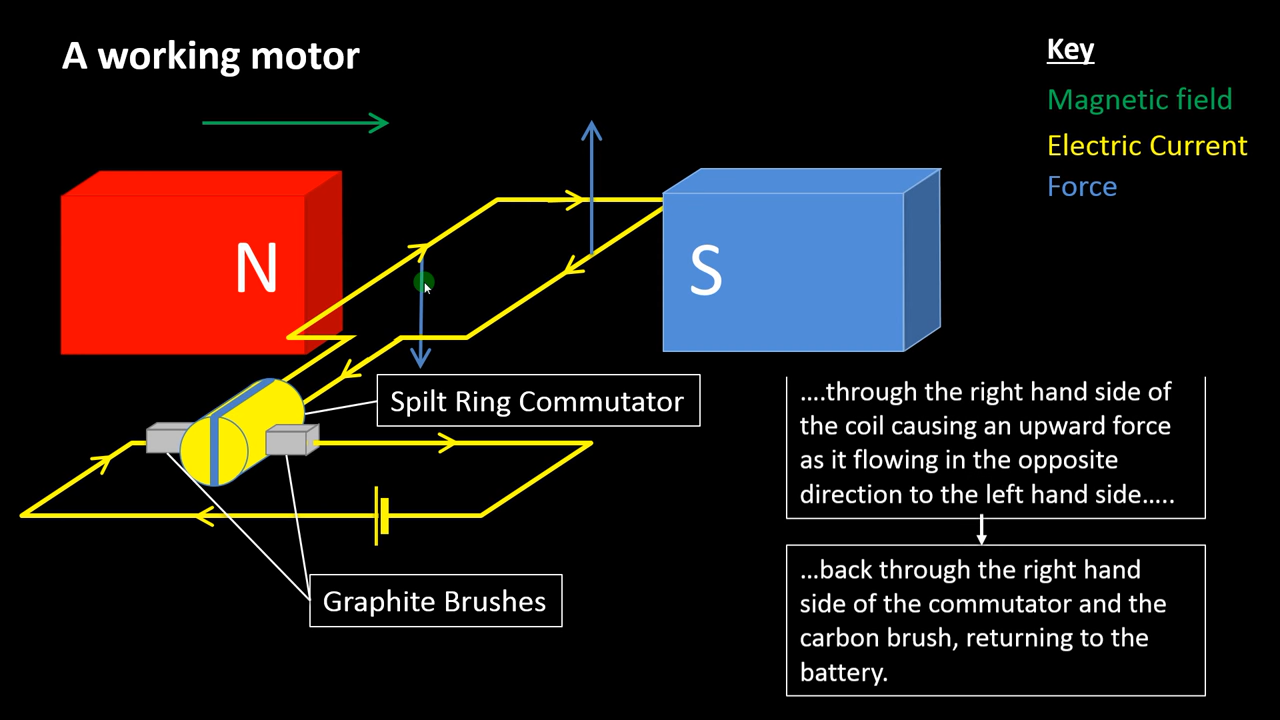 A working motor
Key
Magnetic field
Electric Current
Force
N
S
Spilt Ring Commutator
Graphite Brushes
....through the right hand side of
the coil causing an upward force
as it flowing in the opposite
direction to the left hand side.....
...back through the right hand
side of the commutator and the
carbon brush, returning to the
battery.